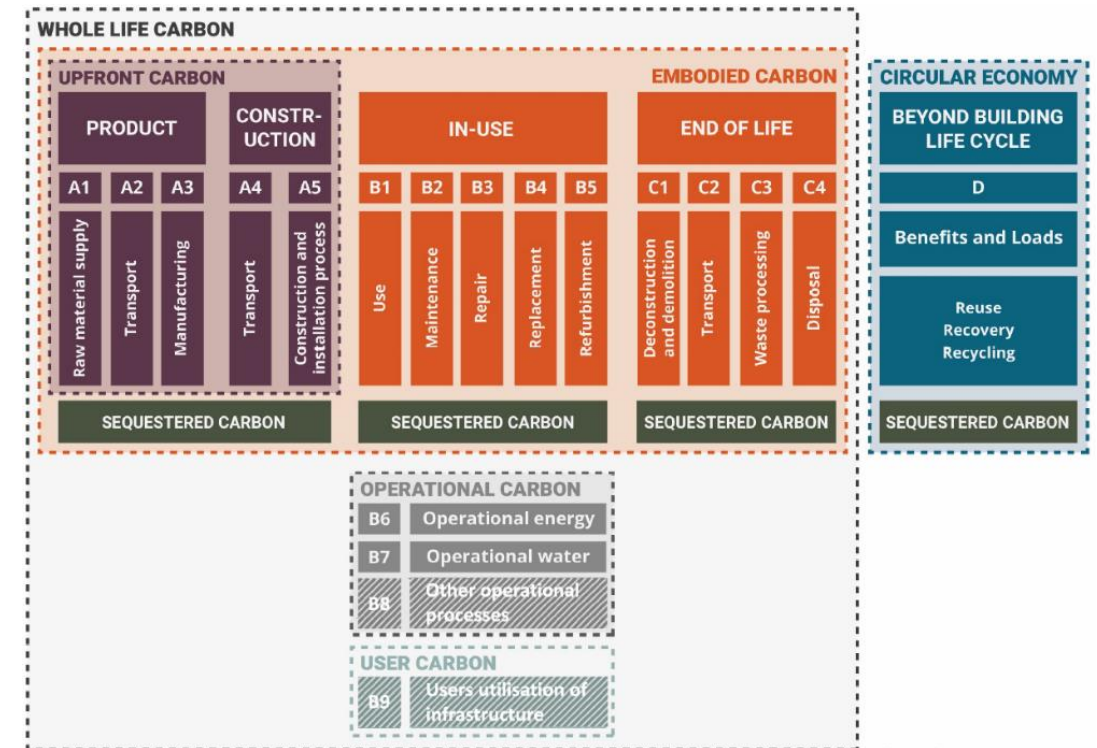 WHOLE LIFE CARBON
UPFRONT CARBON
EMBODIED CARBON
CIRCULAR ECONOMY
PRODUCT
CONSTR-
UCTION
IN-USE
END OF LIFE
BEYOND BUILDING
LIFE CYCLE
A1 A2 A3 A4 A5 B1 B2 B3 B4 B5 C1 C2 C3 C4 D
Raw material supply
Transport
Manufacturing
Transport
Construction and
installation process
Use
Maintenance
Repair
Replacement
Refurbishment
Deconstruction
and demolition
Transport
Waste processing
Disposal
Benefits and Loads
Reuse
Recovery
Recycling
SEQUESTERED CARBON
SEQUESTERED CARBON
SEQUESTERED CARBON
SEQUESTERED CARBON
OPERATIONAL CARBON
B6 Operational energy
B7 Operational water
B8 Other operational
processes
USER CARBON
B9 Users utilisation of
infrastructure